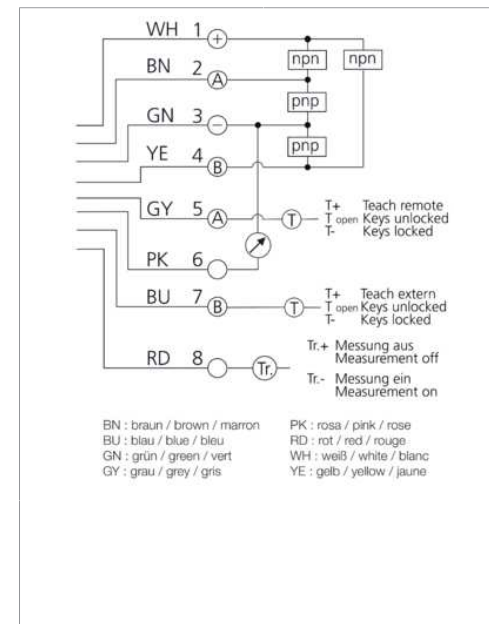 WH 1 +
npn npn
BN 2 A
pnp
GN 3 −
pnp
YE 4 B
GY 5 A T
T+ Teach remote
T open Keys unlocked
T- Keys locked
PK 6
BU 7 B T
T+ Teach extern
T open Keys unlocked
T- Keys locked
RD 8 Tr.
Tr.+ Messung aus
Measurement off
Tr.- Messung ein
Measurement on
BN : braun / brown / marron
BU : blau / blue / bleu
GN : grün / green / vert
GY : grau / grey / gris
PK : rosa / pink / rose
RD : rot / red / rouge
WH : weiß / white / blanc
YE : gelb / yellow / jaune